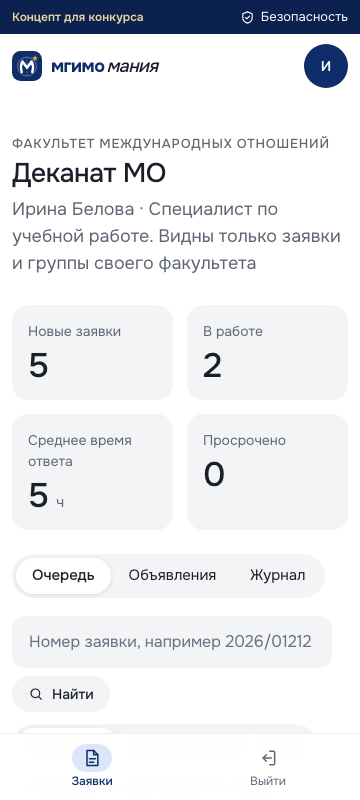 Концепт для конкурса
Безопасность
М
МГИМО МАНИЯ
И
ФАКУЛЬТЕТ МЕЖДУНАРОДНЫХ ОТНОШЕНИЙ
Деканат МО
Ирина Белова · Специалист по
учебной работе. Видны только заявки
и группы своего факультета
Новые заявки
5
В работе
2
Среднее время
ответа
5 ч
Просрочено
0
Очередь
Объявления
Журнал
Номер заявки, например 2026/01212
Найти
Заявки
Выйти